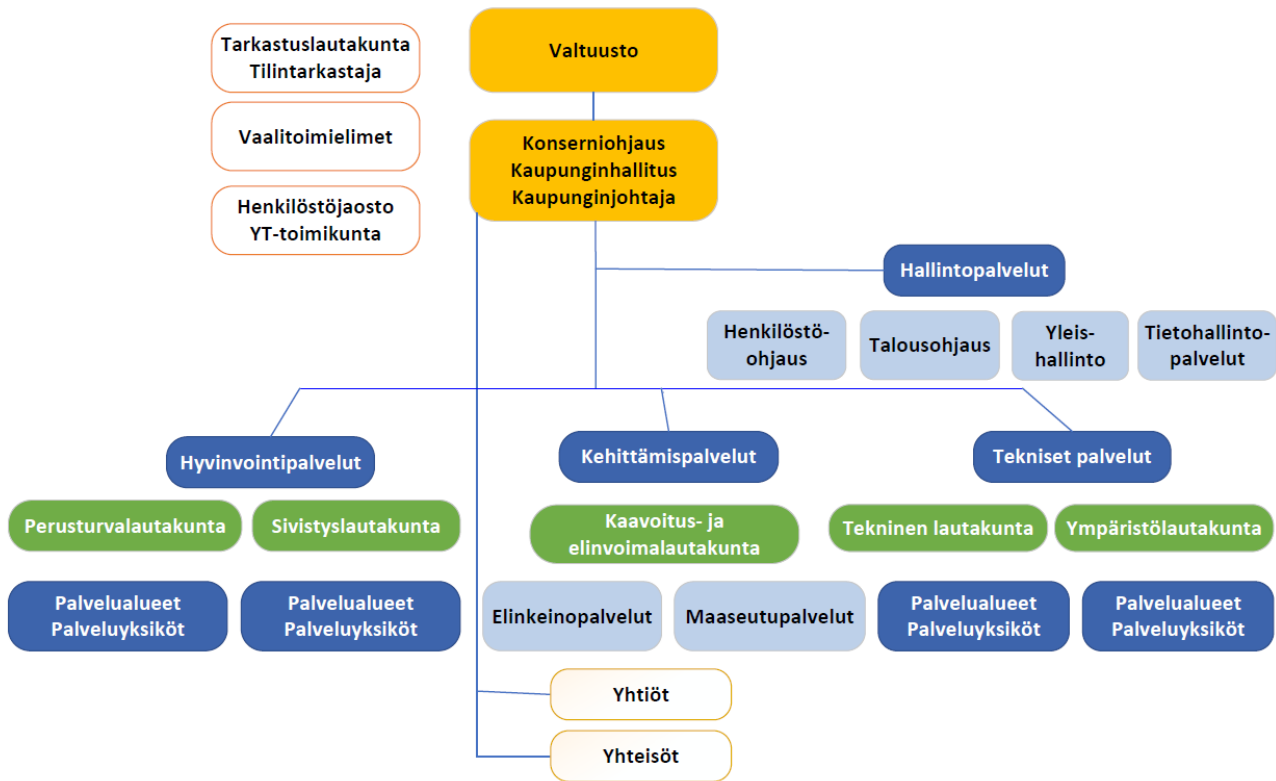 Tarkastuslautakunta
Tilintarkastaja
Valtuusto
Vaalitoimielimet
Konserniohjaus
Kaupunginhallitus
Kaupunginjohtaja
Henkilöstöjaosto
YT-toimikunta
Hallintopalvelut
Henkilöstö-
ohjaus
Talousohjaus
Yleis-
hallinto
Tietohallinto-
palvelut
Hyvinvointipalvelut
Kehittämispalvelut
Tekniset palvelut
Perusturvalautakunta
Sivistyslautakunta
Kaavoitus- ja
elinvoimalautakunta
Tekninen lautakunta
Ympäristölautakunta
Palvelualueet
Palveluyksiköt
Palvelualueet
Palveluyksiköt
Elinkeinopalvelut
Maaseutupalvelut
Palvelualueet
Palveluyksiköt
Palvelualueet
Palveluyksiköt
Yhtiöt
Yhteisöt